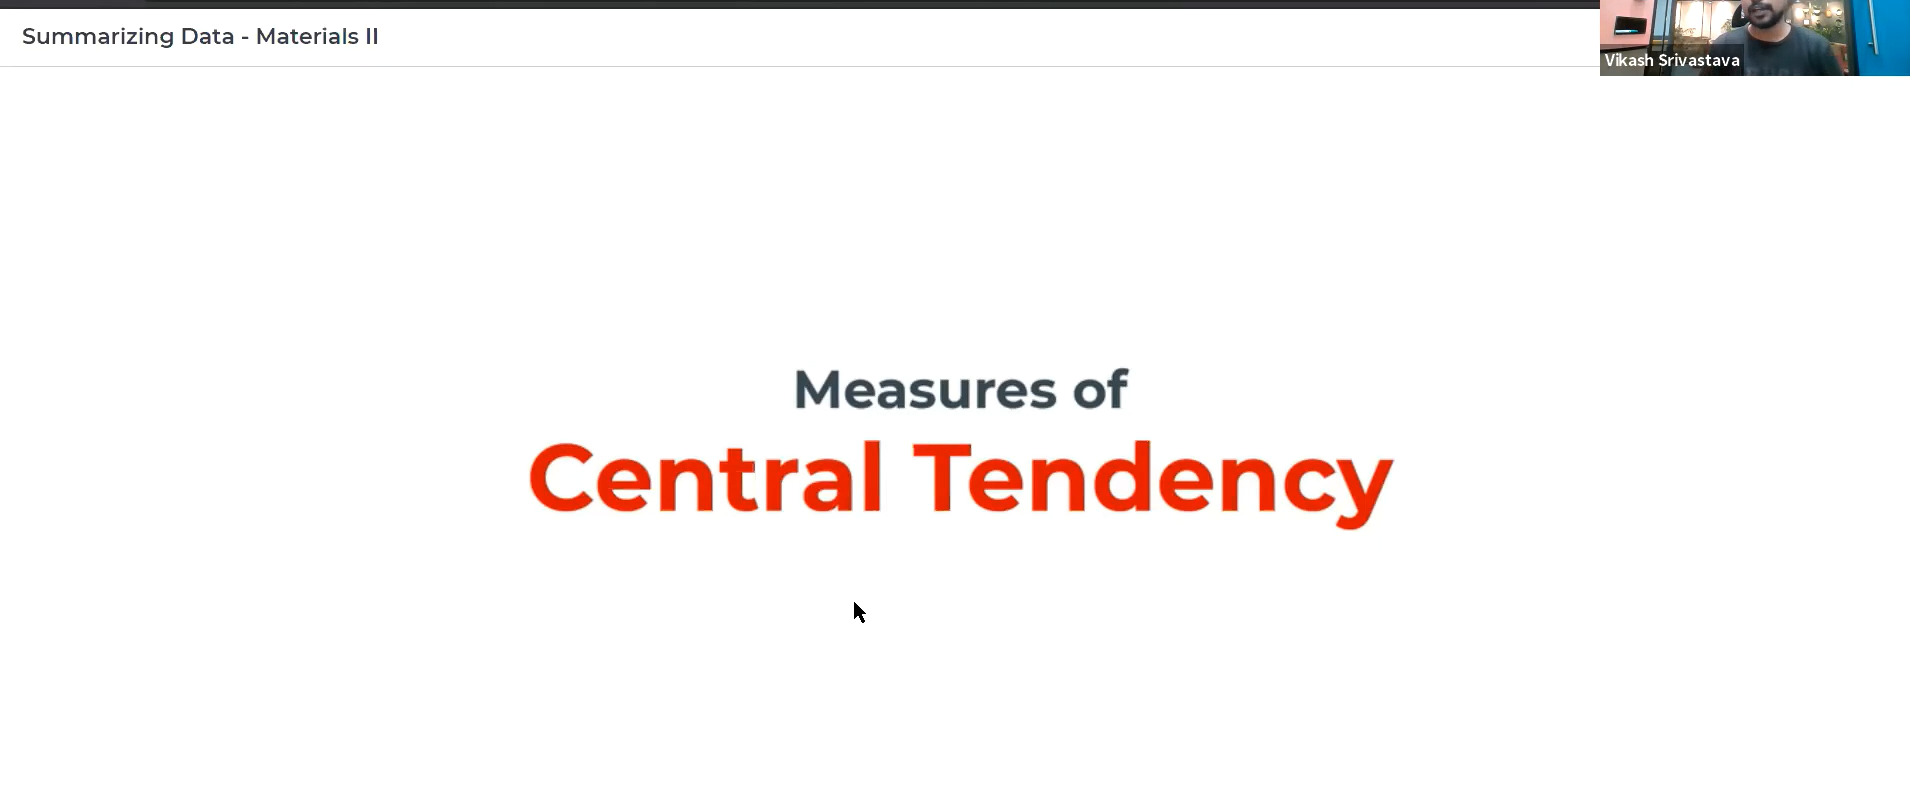 Summarizing Data - Materials II
Vikash Srivastava
Measures of
Central Tendency